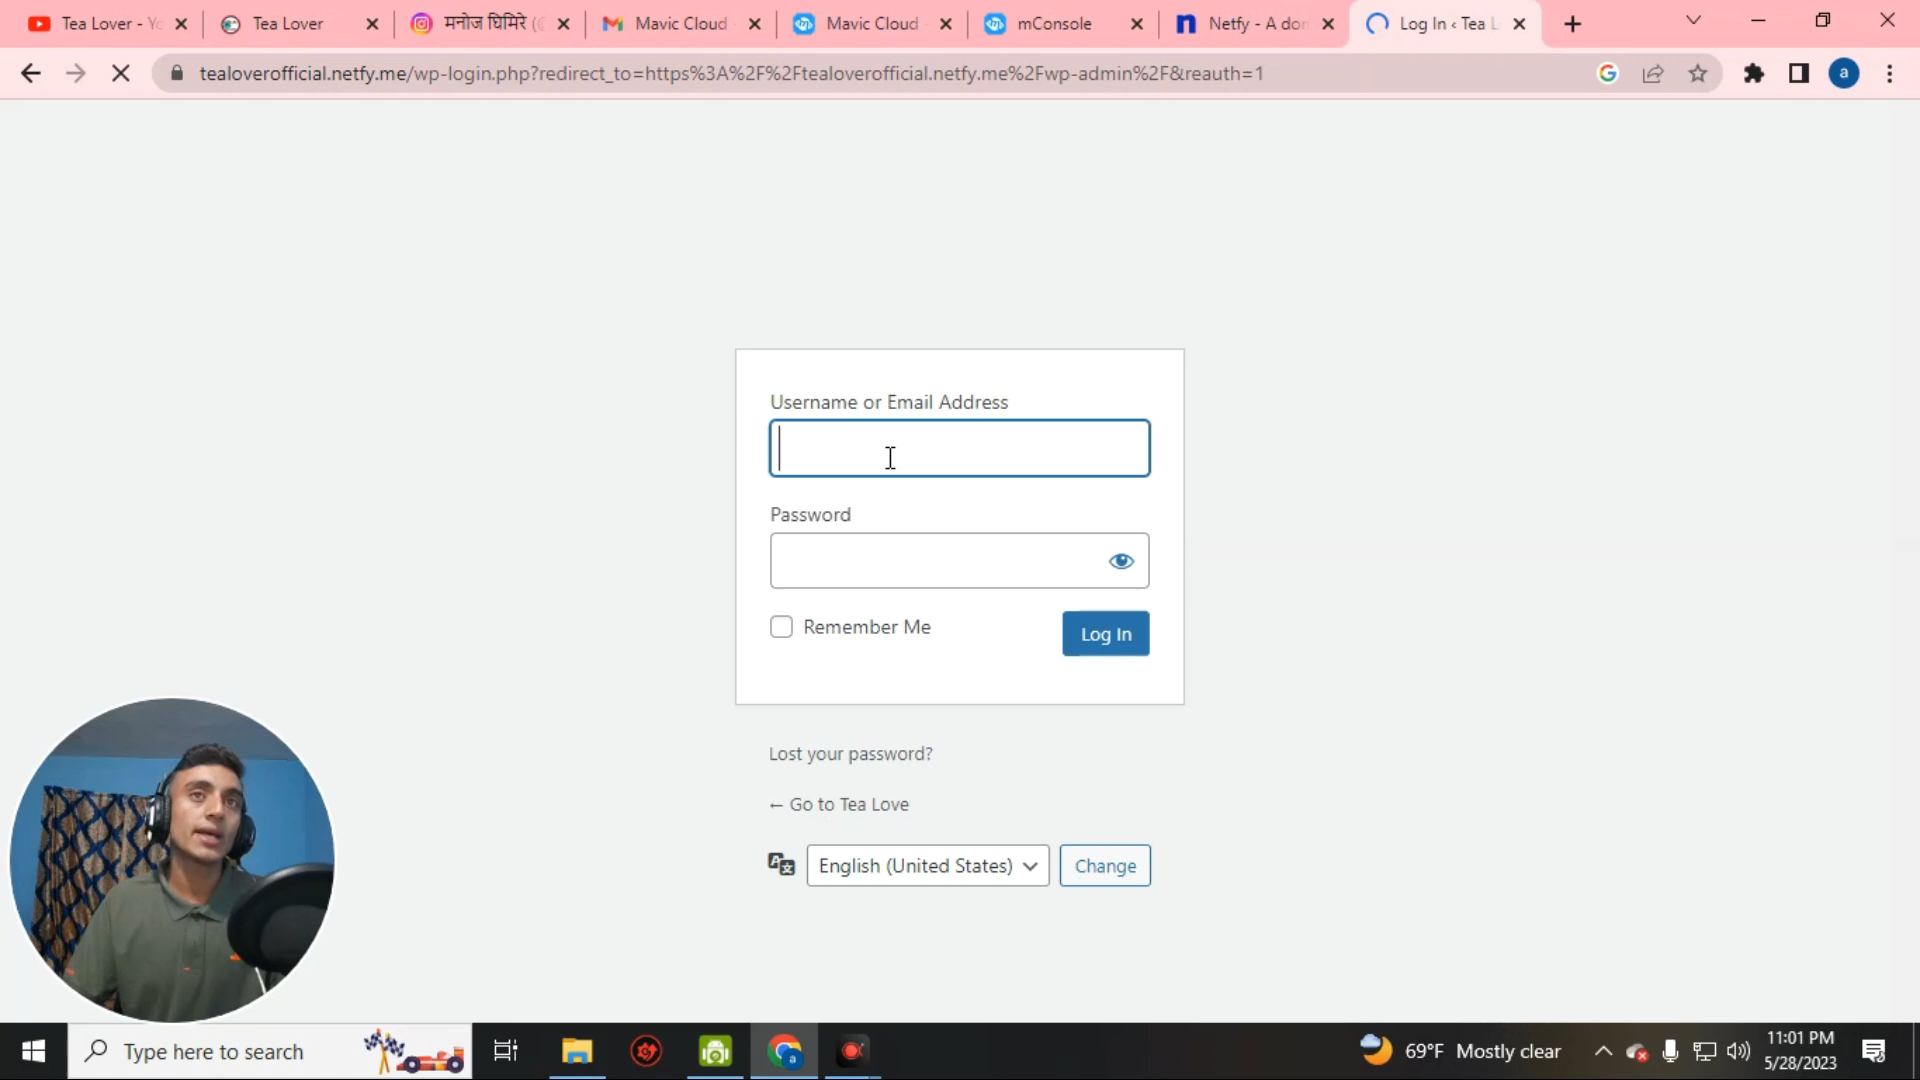 Tea Lover - Yo
Tea Lover
मनोज घिमिरे (@
Mavic Cloud
Mavic Cloud
mConsole
Netfy - A don
Log In ‹ Tea L
a
tealoverofficial.netfy.me/wp-login.php?redirect_to=https%3A%2F%2Ftealoverofficial.netfy.me%2Fwp-admin%2F&reauth=1
Username or Email Address
Password
Remember Me
Log In
Lost your password?
← Go to Tea Love
English (United States)
Change
Type here to search
69°F Mostly clear
11:01 PM
5/28/2023